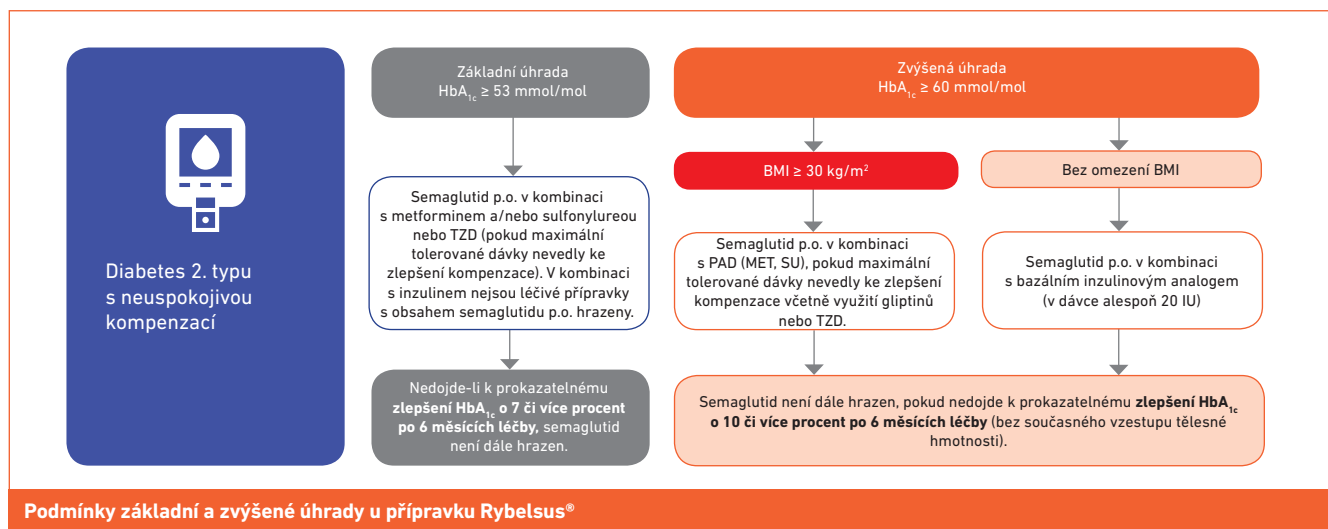 Diabetes 2. typu
s neuspokojivou
kompenzací
Základní úhrada
HbA1c ≥ 53 mmol/mol
Semaglutid p.o. v kombinaci
s metforminem a/nebo sulfonylureou
nebo TZD (pokud maximální
tolerované dávky nevedly ke
zlepšení kompenzace). V kombinaci
s inzulinem nejsou léčivé přípravky
s obsahem semaglutidu p.o. hrazeny.
Nedojde-li k prokazatelnému
zlepšení HbA1c o 7 či více procent
po 6 měsících léčby, semaglutid
není dále hrazen.
Zvýšená úhrada
HbA1c ≥ 60 mmol/mol
BMI ≥ 30 kg/m²
Semaglutid p.o. v kombinaci
s PAD (MET, SU), pokud maximální
tolerované dávky nevedly ke zlepšení
kompenzace včetně využití gliptinů
nebo TZD.
Bez omezení BMI
Semaglutid p.o. v kombinaci
s bazálním inzulinovým analogem
(v dávce alespoň 20 IU)
Semaglutid není dále hrazen, pokud nedojde k prokazatelnému zlepšení HbA1c
o 10 či více procent po 6 měsících léčby (bez současného vzestupu tělesné
hmotnosti).
Podmínky základní a zvýšené úhrady u přípravku Rybelsus®